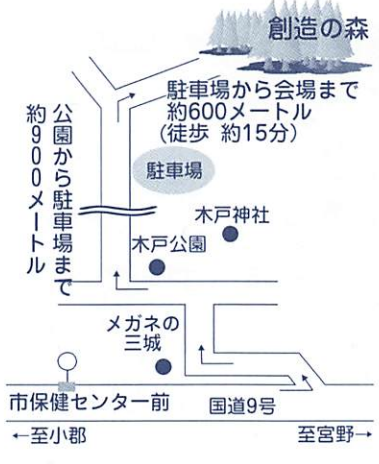 創造の森
駐車場から会場まで
約600メートル
(徒歩 約15分)
駐車場
公園から駐車場まで
約900メートル
木戸神社
木戸公園
メガネの
三城
市保健センター前
国道9号
←至小郡
至宮野→